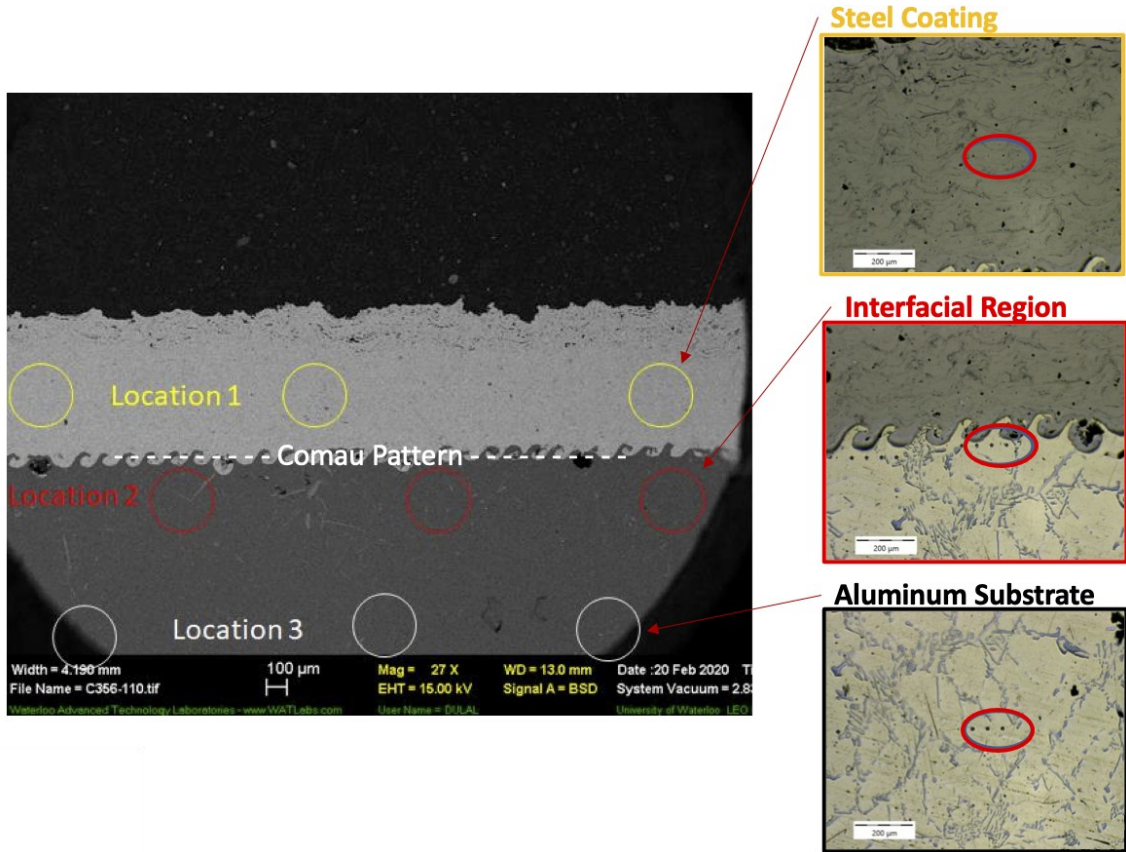 Steel Coating
200 µm
Interfacial Region
200 µm
Aluminum Substrate
200 µm
Location 1
Comau Pattern
Location 2
Location 3
Width = 4.190 mm
File Name = C356-110.tif
100 µm
Mag = 27 X
EHT = 15.00 kV
WD = 13.0 mm
Signal A = BSD
Date :20 Feb 2020 Ti
System Vacuum = 2.83
Waterloo Advanced Technology Laboratories - www.WATLabs.com
User Name = DULAL
University of Waterloo LEO